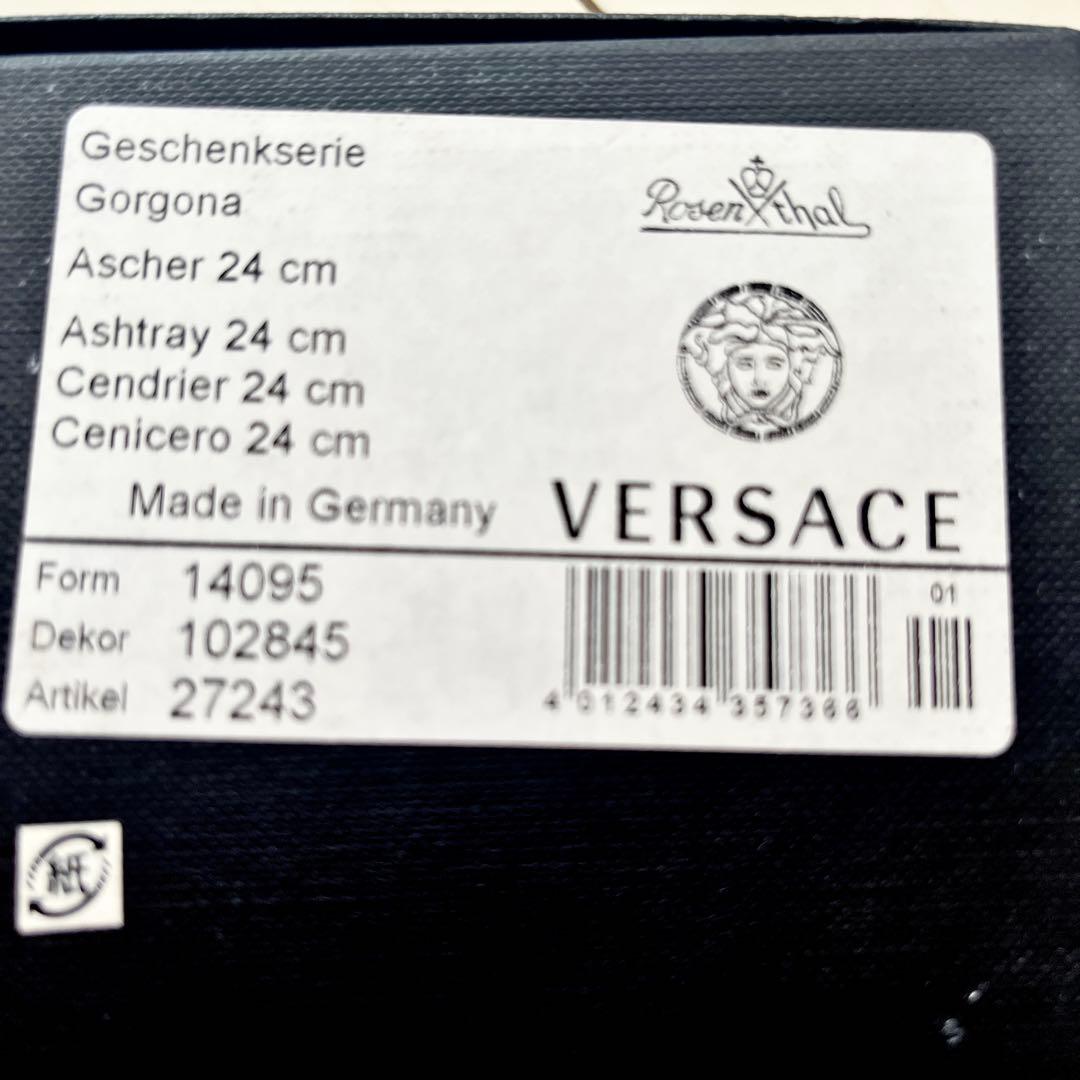 Geschenkserie
Gorgona
Ascher 24 cm
Ashtray 24 cm
Cendrier 24 cm
Cenicero 24 cm
Made in Germany
Rosenthal
VERSACE
Form 14095
Dekor 102845
Artikel 27243
01
4 012434 357366
紙